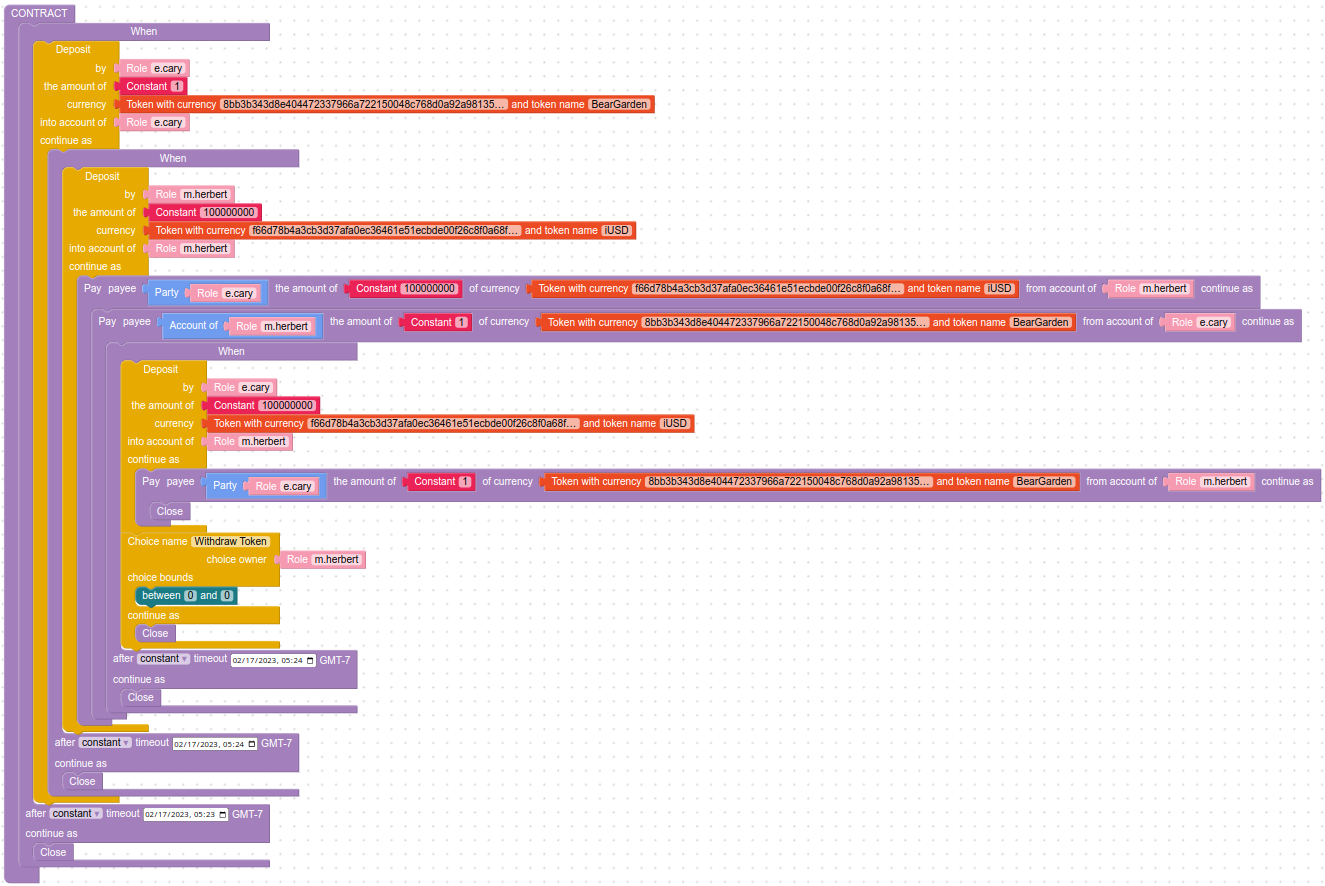 CONTRACT
When
Deposit
by Role e.cary
the amount of Constant 1
currency Token with currency 8bb3b343d8e404472337966a722150048c768d0a92a98135... and token name BearGarden
into account of Role e.cary
continue as
When
Deposit
by Role m.herbert
the amount of Constant 100000000
currency Token with currency f66d78b4a3cb3d37afa0ec36461e51ecbde00f26c8f0a68f... and token name iUSD
into account of Role m.herbert
continue as
Pay payee Party Role e.cary the amount of Constant 100000000 of currency Token with currency f66d78b4a3cb3d37afa0ec36461e51ecbde00f26c8f0a68f... and token name iUSD from account of Role m.herbert continue as
Pay payee Account of Role m.herbert the amount of Constant 1 of currency Token with currency 8bb3b343d8e404472337966a722150048c768d0a92a98135... and token name BearGarden from account of Role e.cary continue as
When
Deposit
by Role e.cary
the amount of Constant 100000000
currency Token with currency f66d78b4a3cb3d37afa0ec36461e51ecbde00f26c8f0a68f... and token name iUSD
into account of Role m.herbert
continue as
Pay payee Party Role e.cary the amount of Constant 1 of currency Token with currency 8bb3b343d8e404472337966a722150048c768d0a92a98135... and token name BearGarden from account of Role m.herbert continue as
Close
Choice name Withdraw Token
choice owner Role m.herbert
choice bounds
between 0 and 0
continue as
Close
after constant timeout 02/17/2023, 05:24 GMT-7
continue as
Close
after constant timeout 02/17/2023, 05:24 GMT-7
continue as
Close
after constant timeout 02/17/2023, 05:23 GMT-7
continue as
Close